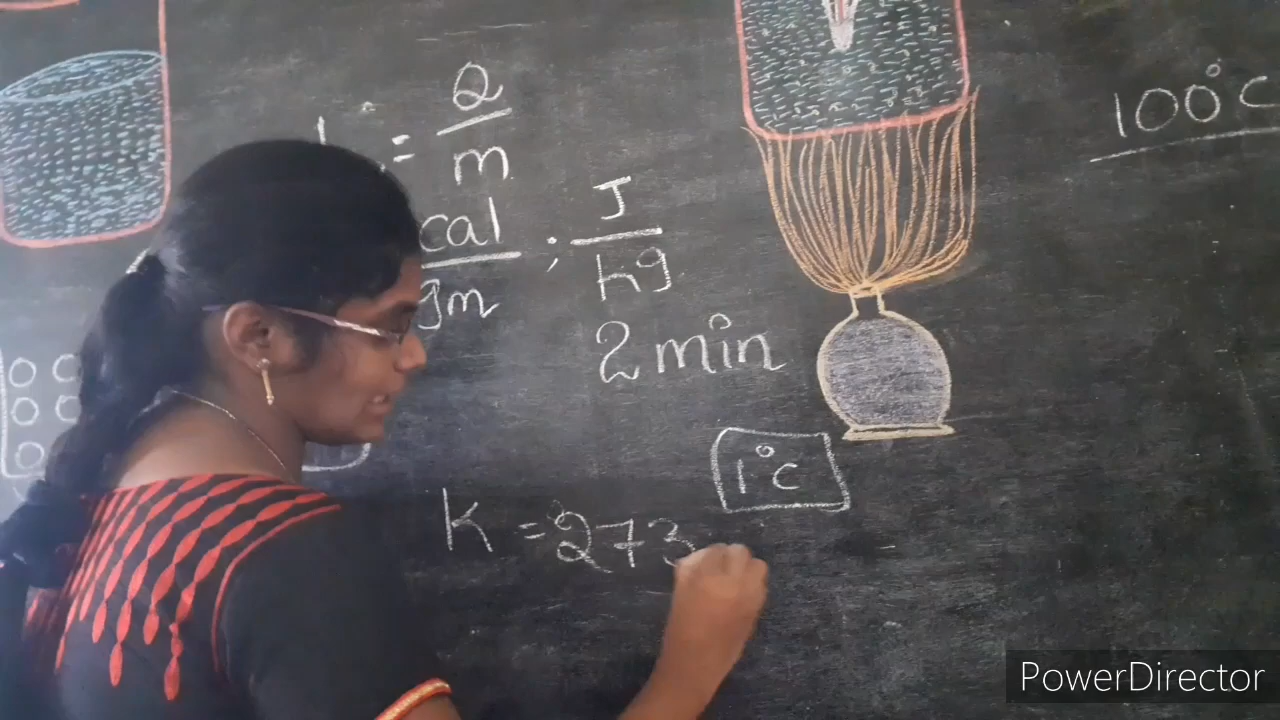 = Q
m
cal ; J
gm kg
2 min
1°C
K = 273
100°C
PowerDirector